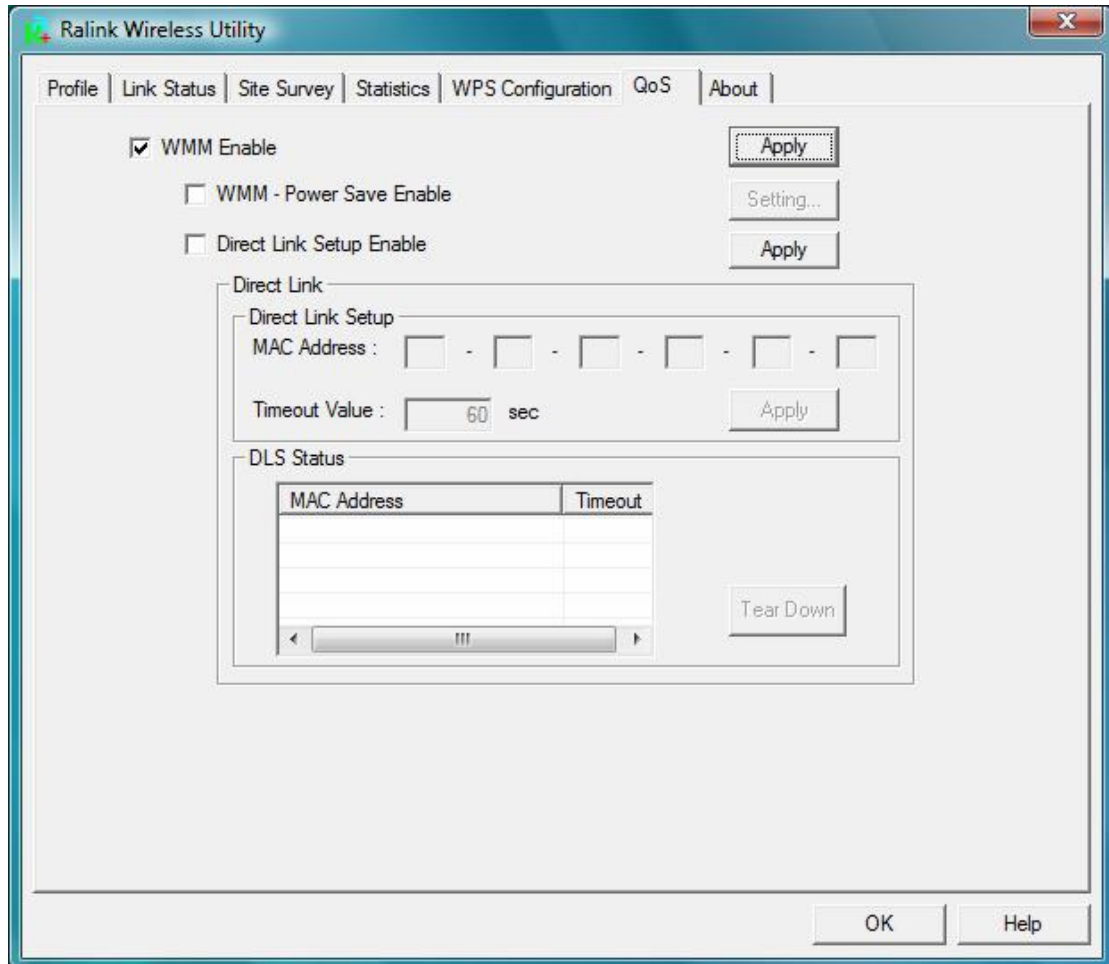 Ralink Wireless Utility
Profile Link Status Site Survey Statistics WPS Configuration QoS About
WMM Enable Apply
WMM - Power Save Enable Setting...
Direct Link Setup Enable Apply
Direct Link
Direct Link Setup
MAC Address : - - - - -
Timeout Value : 60 sec Apply
DLS Status
MAC Address Timeout
Tear Down
OK Help